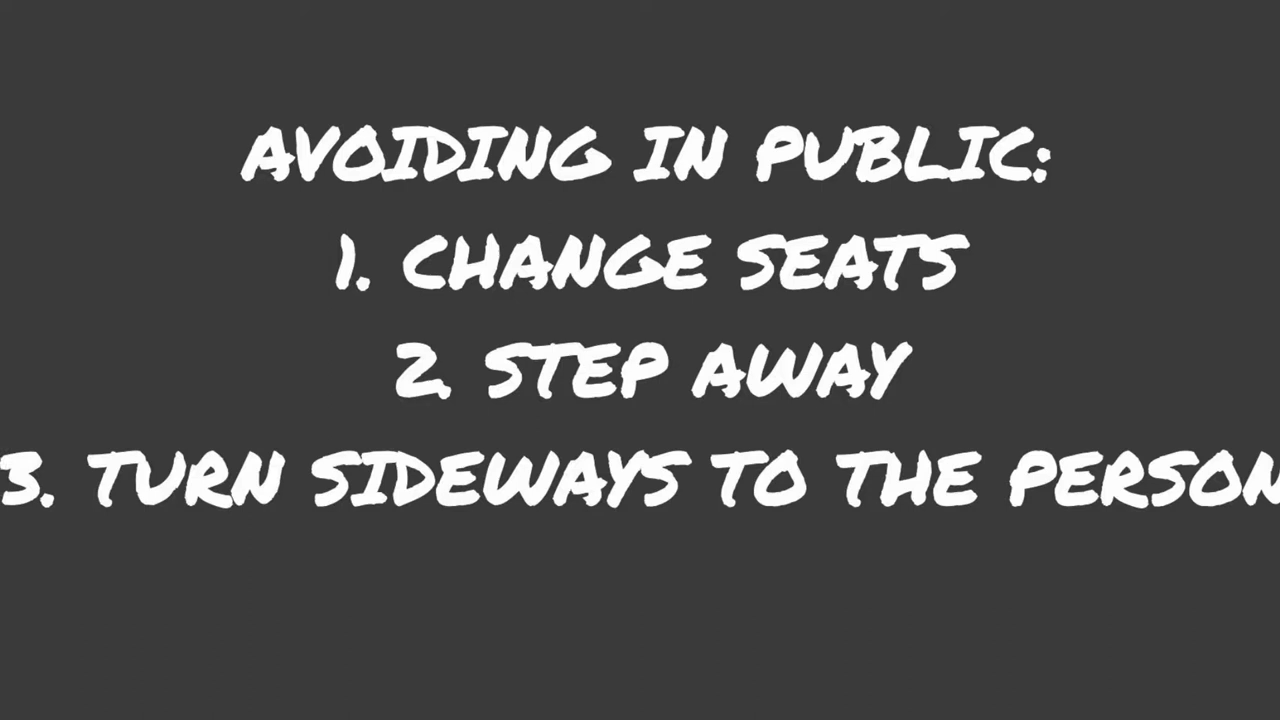 AVOIDING IN PUBLIC:
1. CHANGE SEATS
2. STEP AWAY
3. TURN SIDEWAYS TO THE PERSON